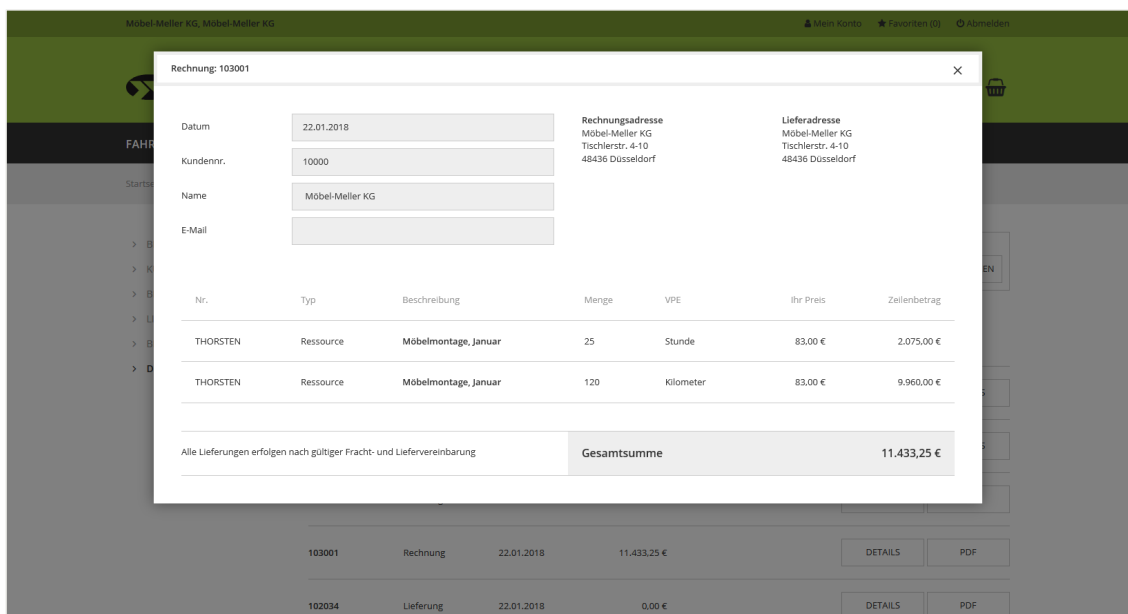 Möbel-Meller KG, Möbel-Meller KG Mein Konto Favoriten (0) Abmelden
Rechnung: 103001
FAHR
Startse
Datum 22.01.2018
Kundennr. 10000
Name Möbel-Meller KG
E-Mail
Rechnungsadresse
Möbel-Meller KG
Tischlerstr. 4-10
48436 Düsseldorf
Lieferadresse
Möbel-Meller KG
Tischlerstr. 4-10
48436 Düsseldorf
B
K
B
L
B
D
EN
Nr. Typ Beschreibung Menge VPE Ihr Preis Zeilenbetrag
THORSTEN Ressource Möbelmontage, Januar 25 Stunde 83,00 € 2.075,00 €
THORSTEN Ressource Möbelmontage, Januar 120 Kilometer 83,00 € 9.960,00 €
S
S
Alle Lieferungen erfolgen nach gültiger Fracht- und Liefervereinbarung Gesamtsumme 11.433,25 €
103001 Rechnung 22.01.2018 11.433,25 € DETAILS PDF
102034 Lieferung 22.01.2018 0,00 € DETAILS PDF